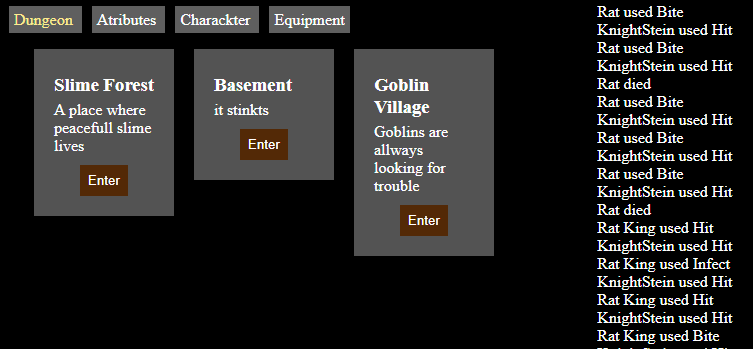 Dungeon Atributes Charackter Equipment
Slime Forest
A place where
peacefull slime
lives
Enter
Basement
it stinkts
Enter
Goblin
Village
Goblins are
allways
looking for
trouble
Enter
Rat used Bite
KnightStein used Hit
Rat used Bite
KnightStein used Hit
Rat died
Rat used Bite
KnightStein used Hit
Rat used Bite
KnightStein used Hit
Rat used Bite
KnightStein used Hit
Rat died
Rat King used Hit
KnightStein used Hit
Rat King used Infect
KnightStein used Hit
Rat King used Hit
KnightStein used Hit
Rat King used Bite